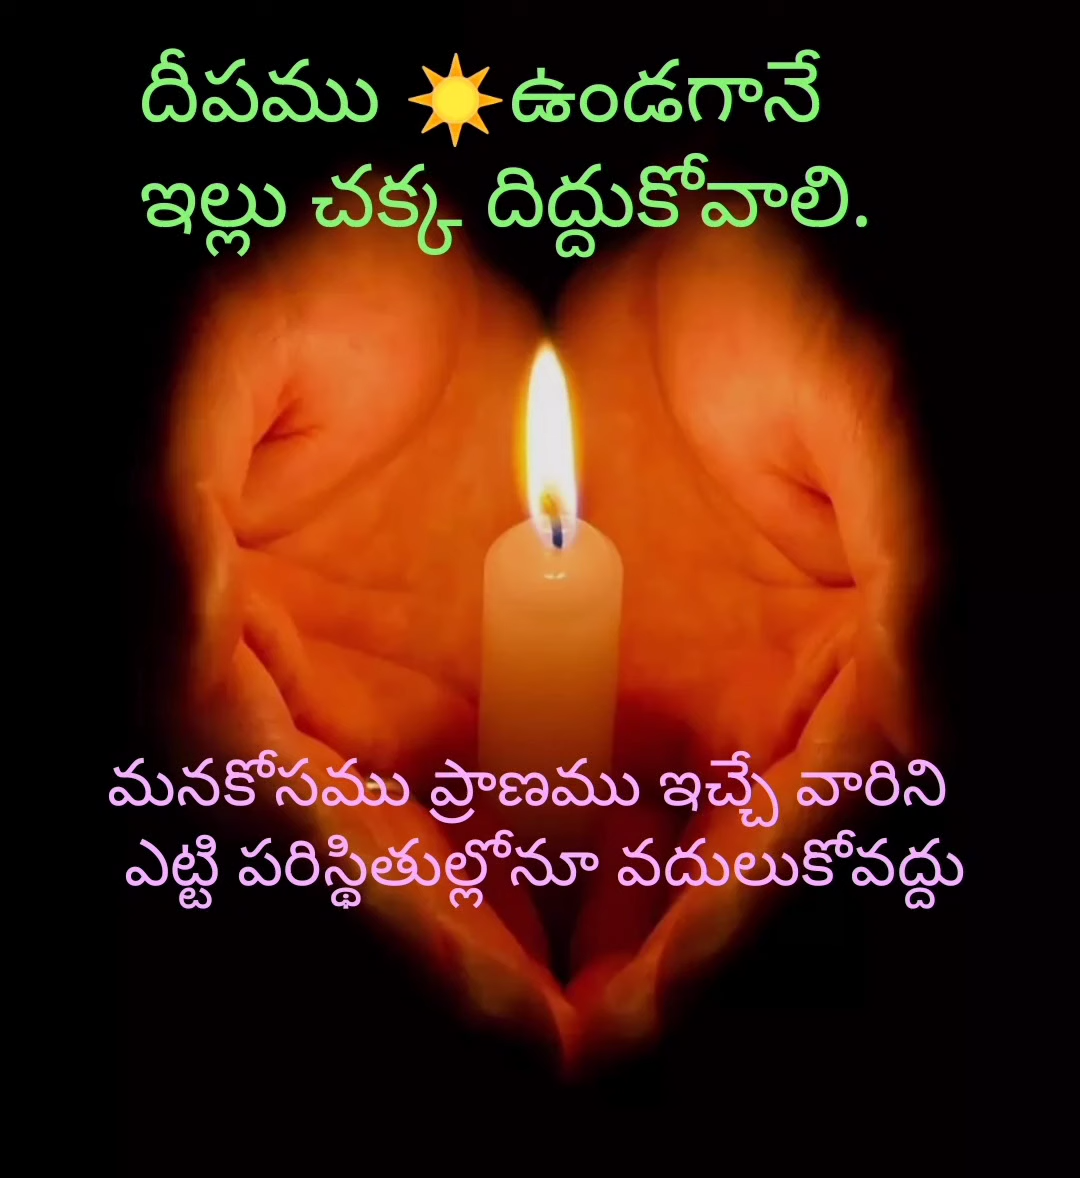 దీపము ☀️ఉండగానే
ఇల్లు చక్క దిద్దుకోవాలి.
మనకోసము ప్రాణము ఇచ్చే వారిని
ఎట్టి పరిస్థితుల్లోనూ వదులుకోవద్దు